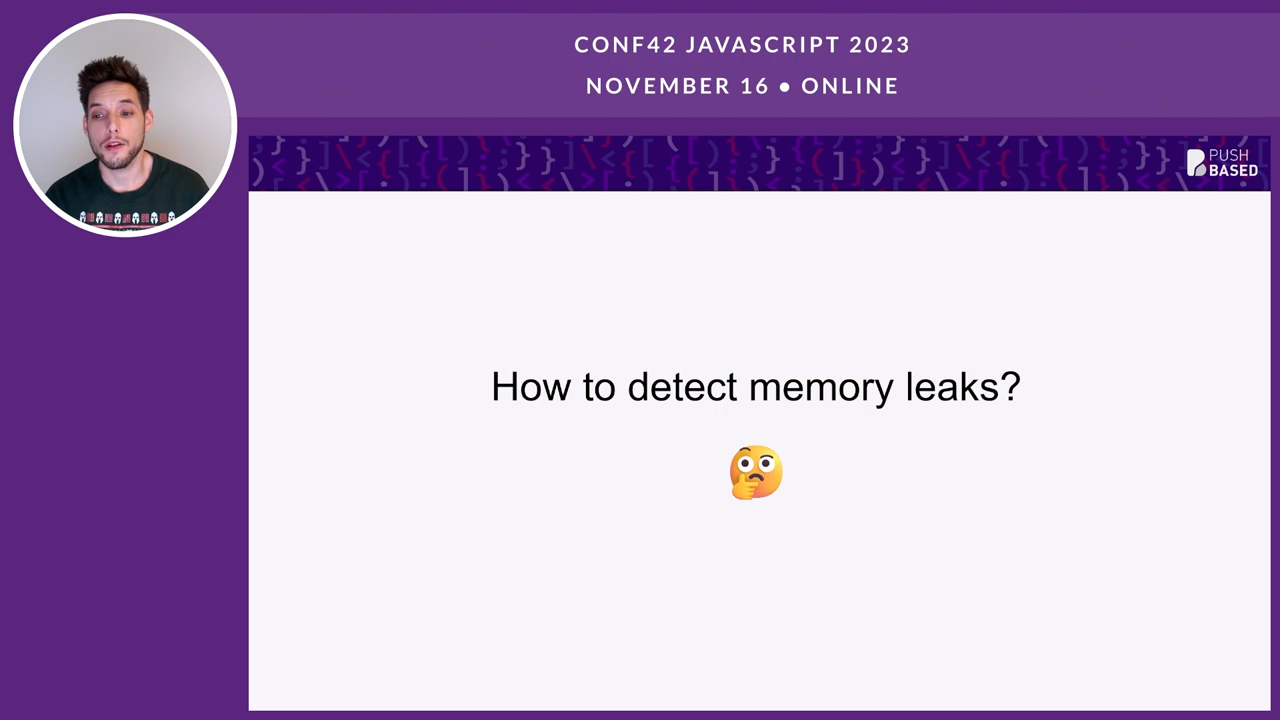 CONF42 JAVASCRIPT 2023
NOVEMBER 16 ● ONLINE
PUSH
BASED
How to detect memory leaks?